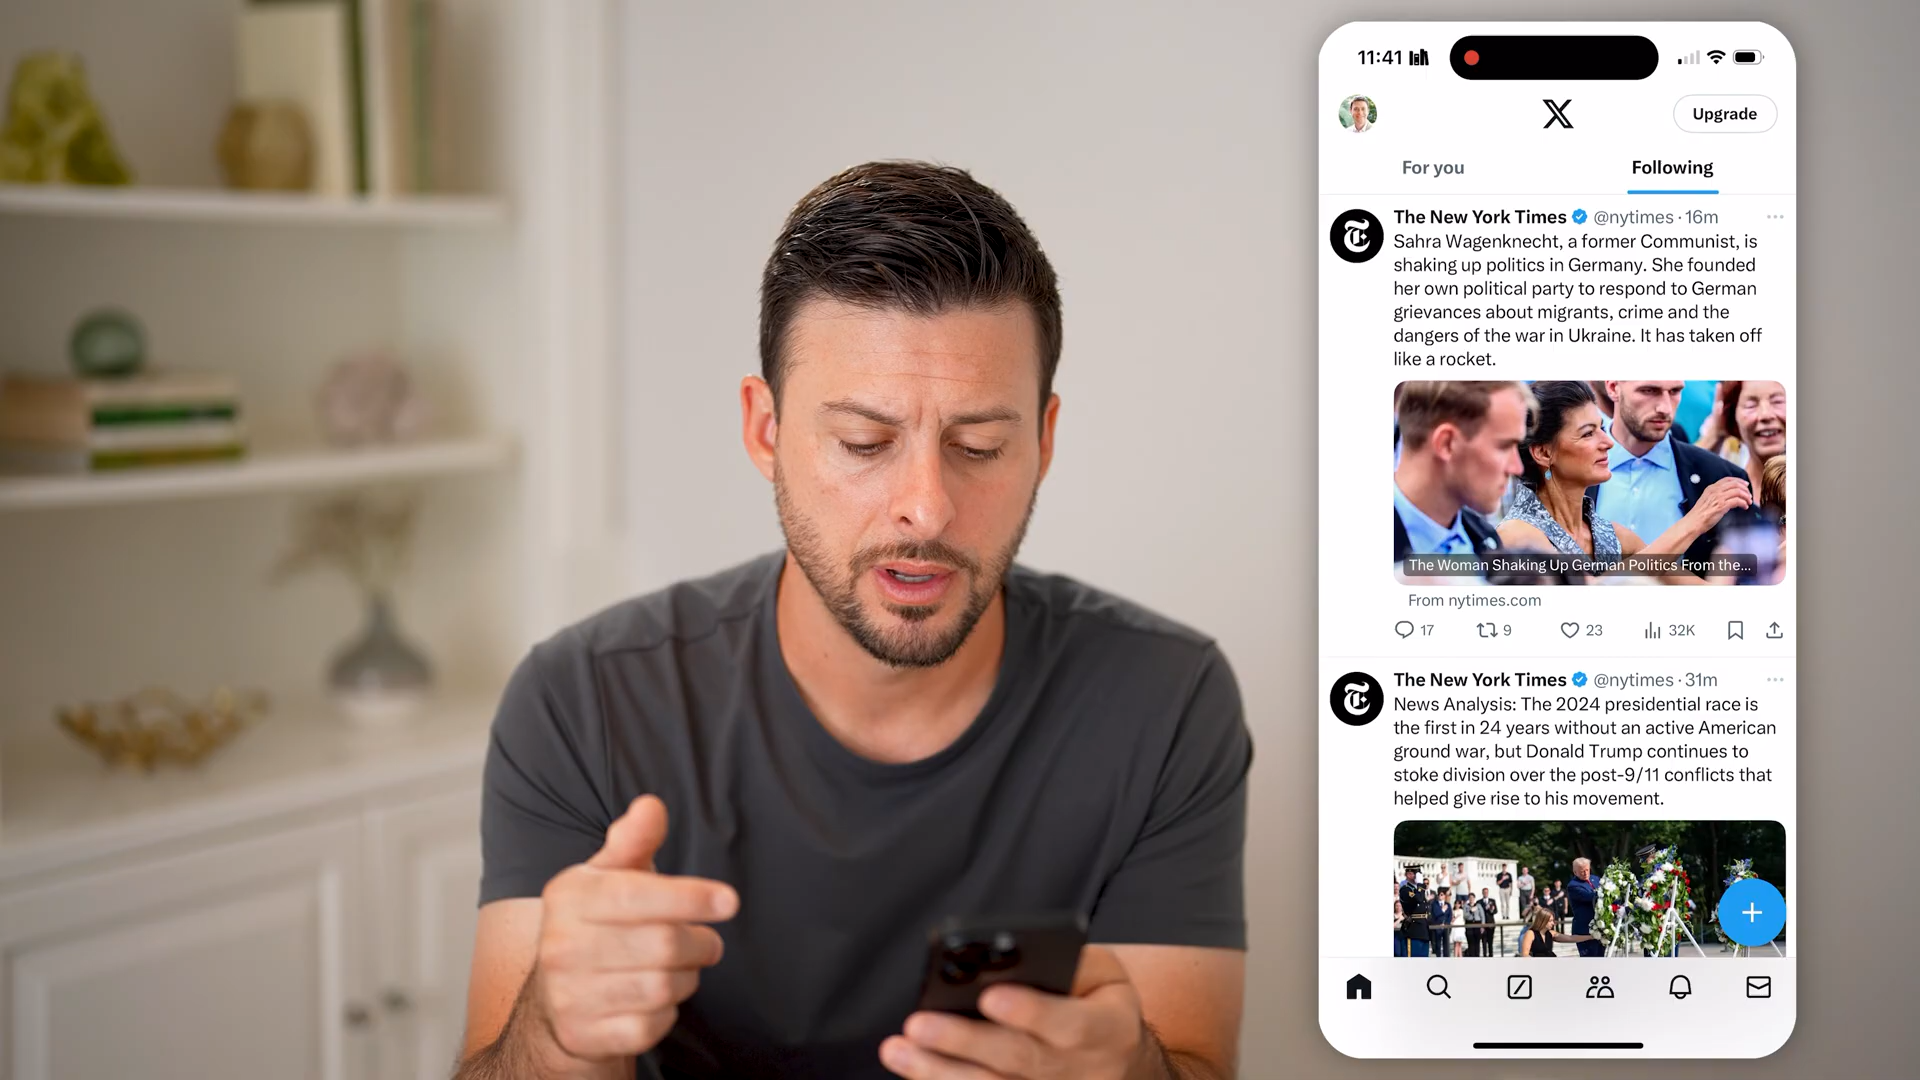 11:41
Upgrade
For you
Following
The New York Times @nytimes · 16m
Sahra Wagenknecht, a former Communist, is
shaking up politics in Germany. She founded
her own political party to respond to German
grievances about migrants, crime and the
dangers of the war in Ukraine. It has taken off
like a rocket.
The Woman Shaking Up German Politics From the...
From nytimes.com
17 9 23 32K
The New York Times @nytimes · 31m
News Analysis: The 2024 presidential race is
the first in 24 years without an active American
ground war, but Donald Trump continues to
stoke division over the post-9/11 conflicts that
helped give rise to his movement.